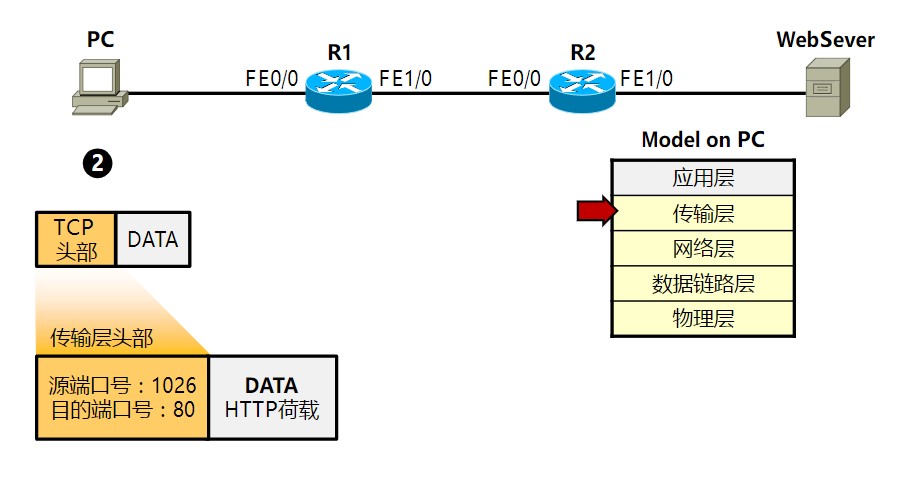 PC
R1
R2
WebSever
FE0/0
FE1/0
FE0/0
FE1/0
Model on PC
2
应用层
传输层
网络层
数据链路层
物理层
TCP
头部
DATA
传输层头部
源端口号：1026
目的端口号：80
DATA
HTTP荷载